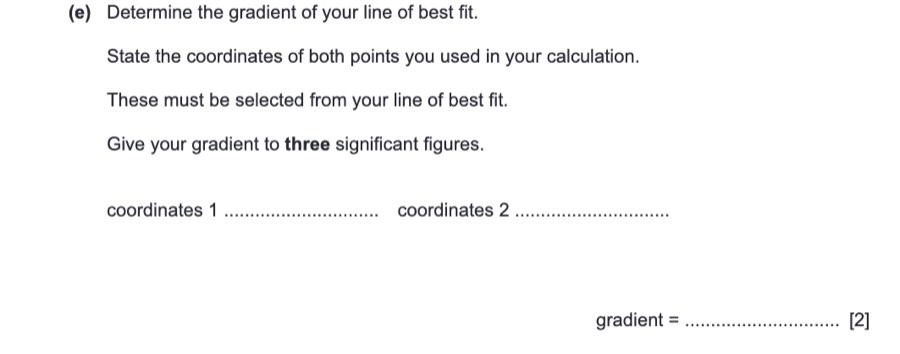 (e) Determine the gradient of your line of best fit.
State the coordinates of both points you used in your calculation.
These must be selected from your line of best fit.
Give your gradient to three significant figures.
coordinates 1 .............................. coordinates 2 ..............................
gradient = .............................. [2]